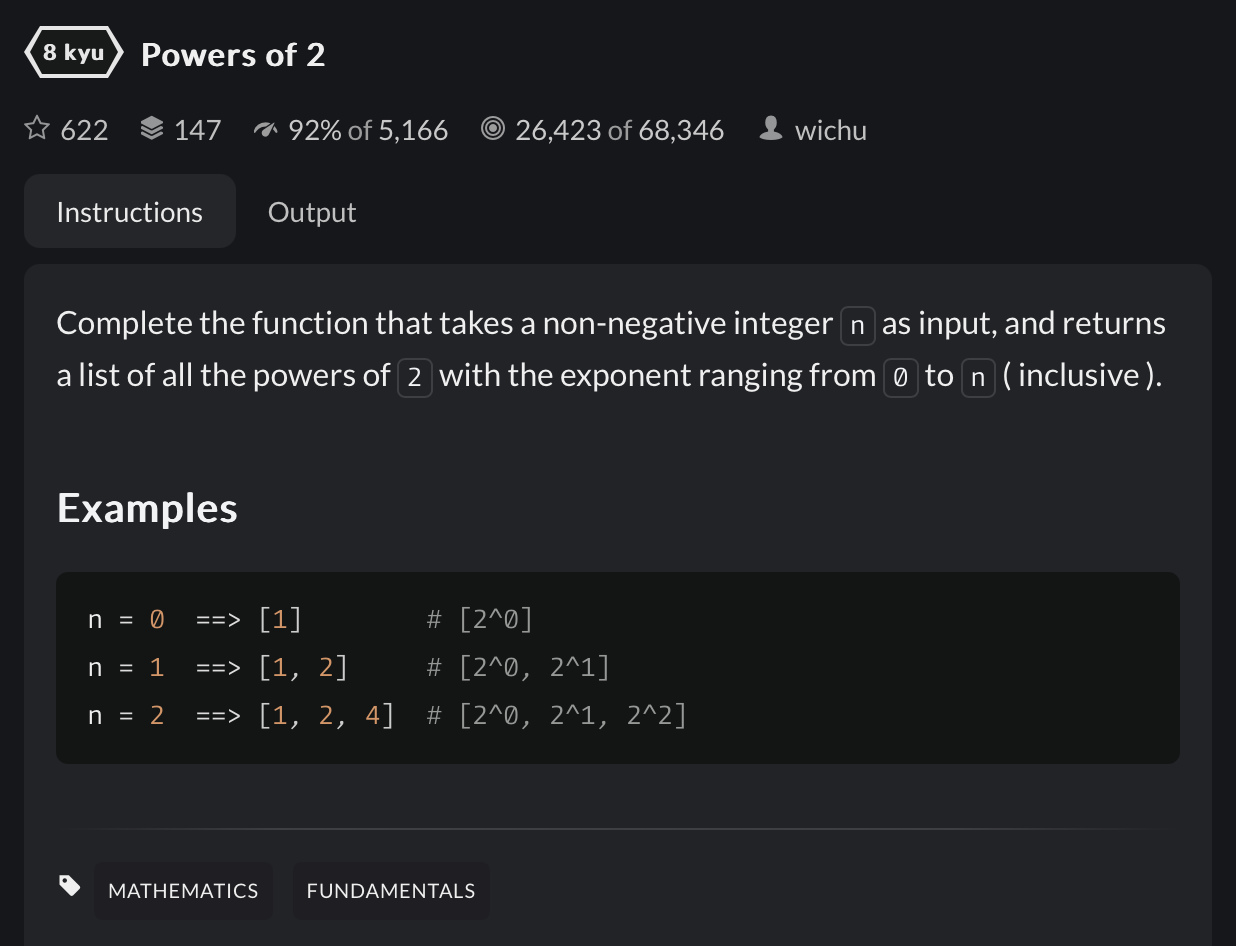 8 kyu Powers of 2
622 147 92% of 5,166 26,423 of 68,346 wichu
Instructions Output
Complete the function that takes a non-negative integer n as input, and returns
a list of all the powers of 2 with the exponent ranging from 0 to n ( inclusive ).
Examples
n = 0  ==> [1]        # [2^0]
n = 1  ==> [1, 2]     # [2^0, 2^1]
n = 2  ==> [1, 2, 4]  # [2^0, 2^1, 2^2]
MATHEMATICS FUNDAMENTALS